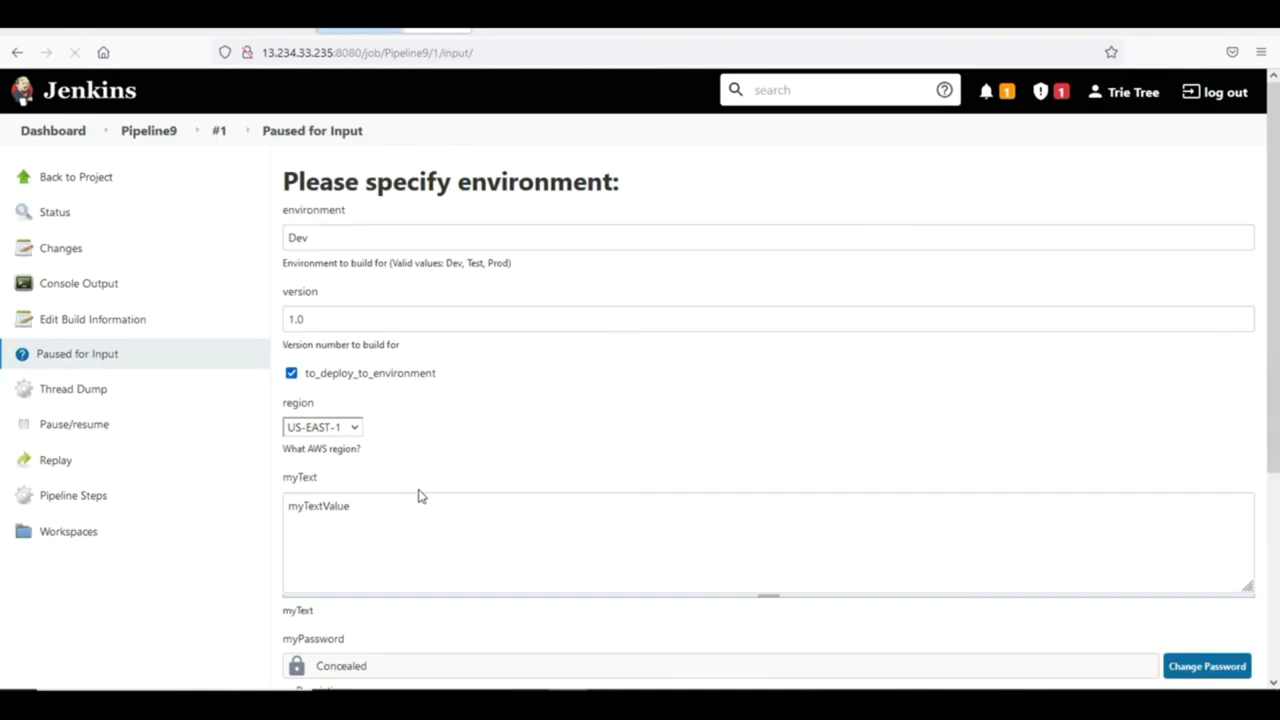 13.234.33.235:8080/job/Pipeline9/1/input/
Jenkins
search
1
1
Trie Tree
log out
Dashboard
Pipeline9
#1
Paused for Input
Back to Project
Status
Changes
Console Output
Edit Build Information
Paused for Input
Thread Dump
Pause/resume
Replay
Pipeline Steps
Workspaces
Please specify environment:
environment
Dev
Environment to build for (Valid values: Dev, Test, Prod)
version
1.0
Version number to build for
to_deploy_to_environment
region
US-EAST-1
What AWS region?
myText
myTextValue
myText
myPassword
Concealed
Change Password